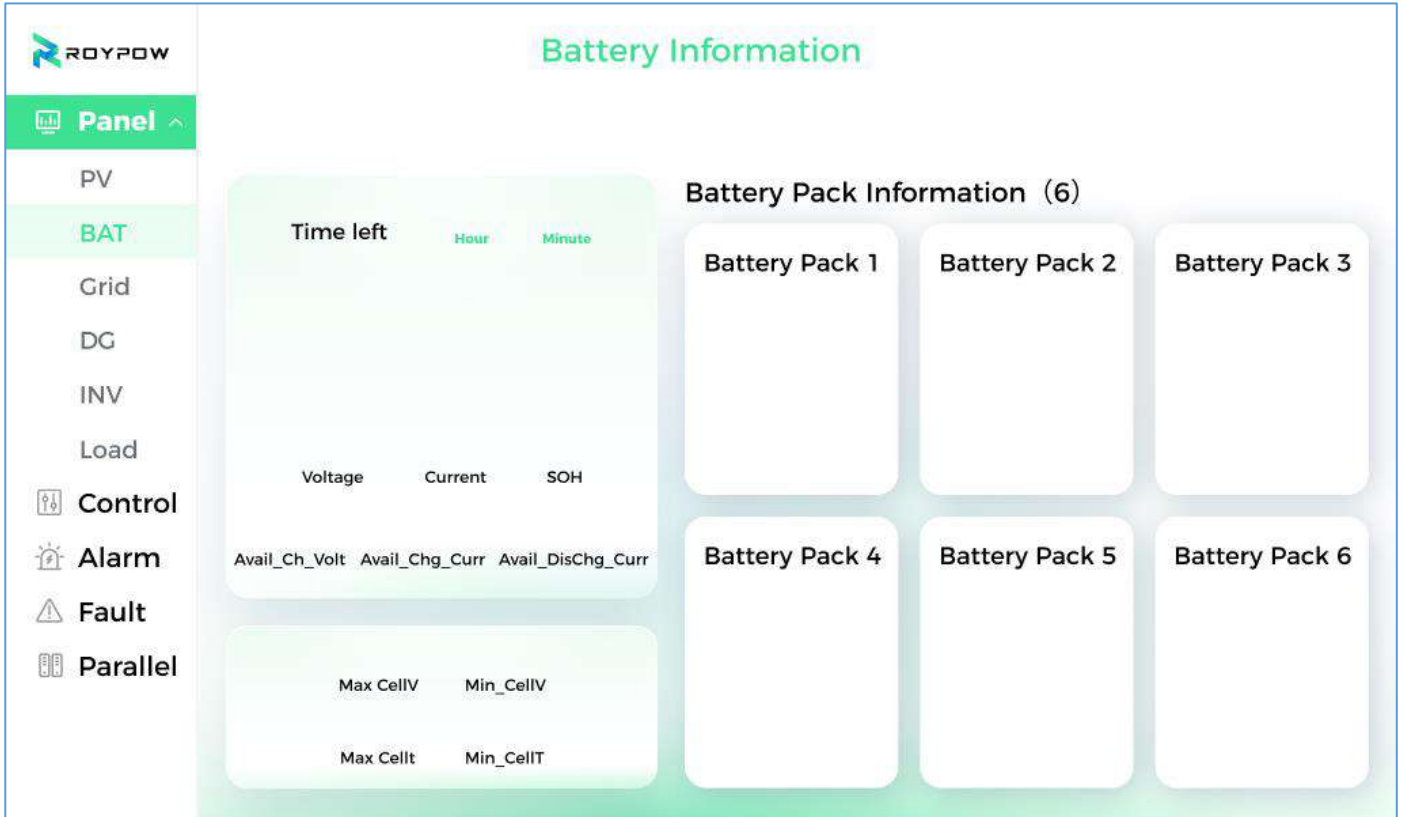 ROYPOW
Battery Information
Panel
PV
BAT
Grid
DG
INV
Load
Control
Alarm
Fault
Parallel
Time left Hour Minute
Voltage Current SOH
Avail_Ch_Volt Avail_Chg_Curr Avail_DisChg_Curr
Max CellV Min_CellV
Max Cellt Min_CellT
Battery Pack Information（6）
Battery Pack 1 Battery Pack 2 Battery Pack 3
Battery Pack 4 Battery Pack 5 Battery Pack 6